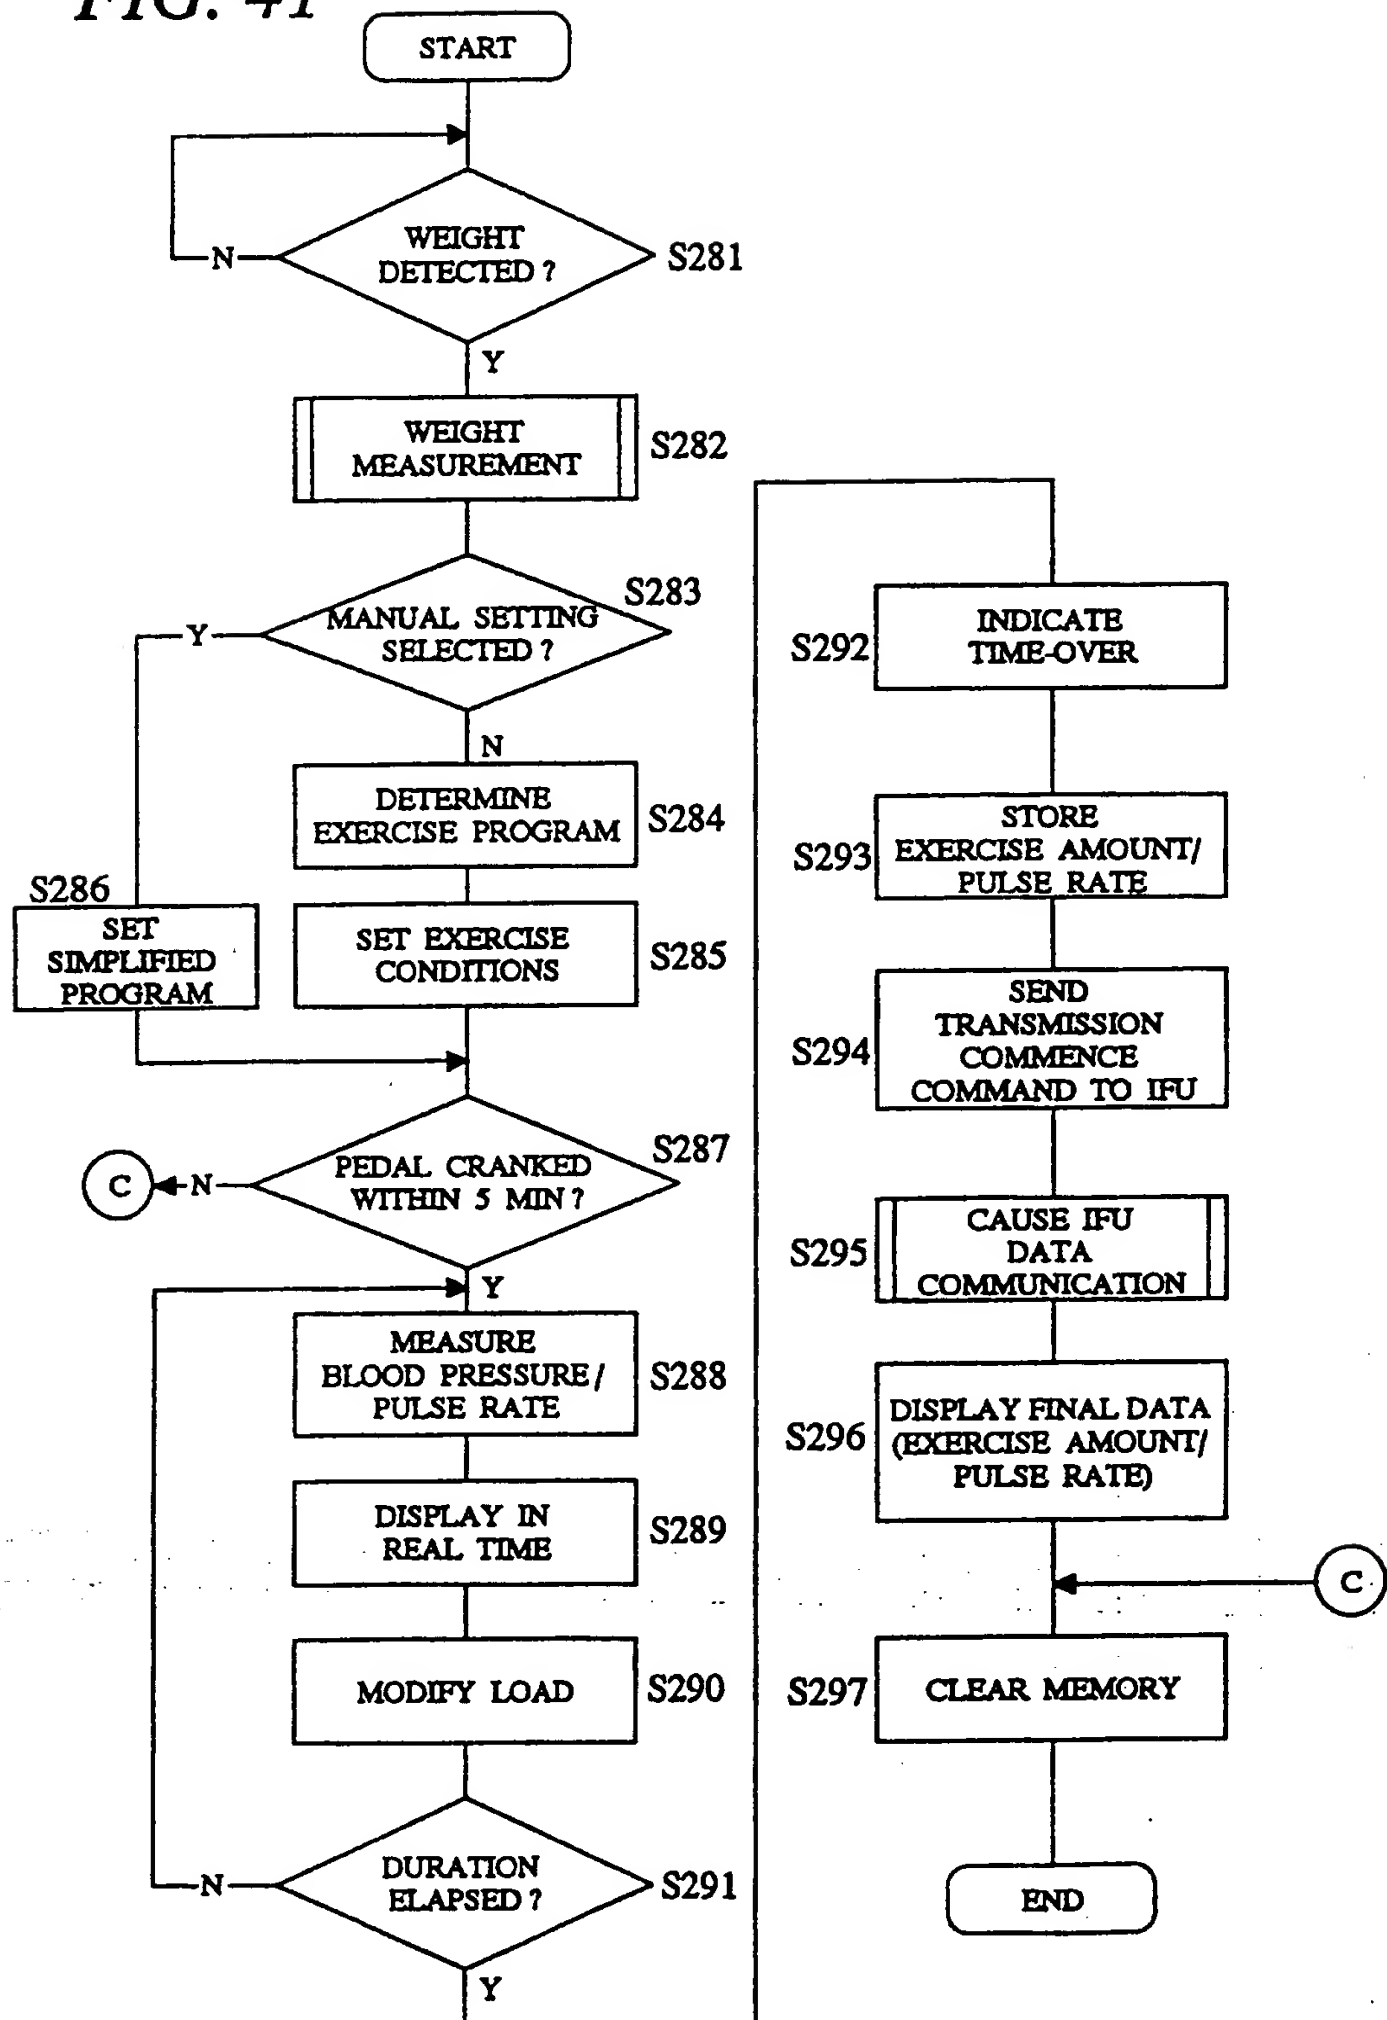 FIG. 41
START
WEIGHT
DETECTED ?
S281
N
Y
WEIGHT
MEASUREMENT
S282
MANUAL SETTING
SELECTED ?
S283
Y
N
DETERMINE
EXERCISE PROGRAM
S284
S286
SET
SIMPLIFIED
PROGRAM
SET EXERCISE
CONDITIONS
S285
PEDAL CRANKED
WITHIN 5 MIN ?
S287
C
N
Y
MEASURE
BLOOD PRESSURE /
PULSE RATE
S288
DISPLAY IN
REAL TIME
S289
MODIFY LOAD
S290
DURATION
ELAPSED ?
S291
N
Y
INDICATE
TIME-OVER
S292
STORE
EXERCISE AMOUNT/
PULSE RATE
S293
SEND
TRANSMISSION
COMMENCE
COMMAND TO IFU
S294
CAUSE IFU
DATA
COMMUNICATION
S295
DISPLAY FINAL DATA
(EXERCISE AMOUNT/
PULSE RATE)
S296
C
CLEAR MEMORY
S297
END